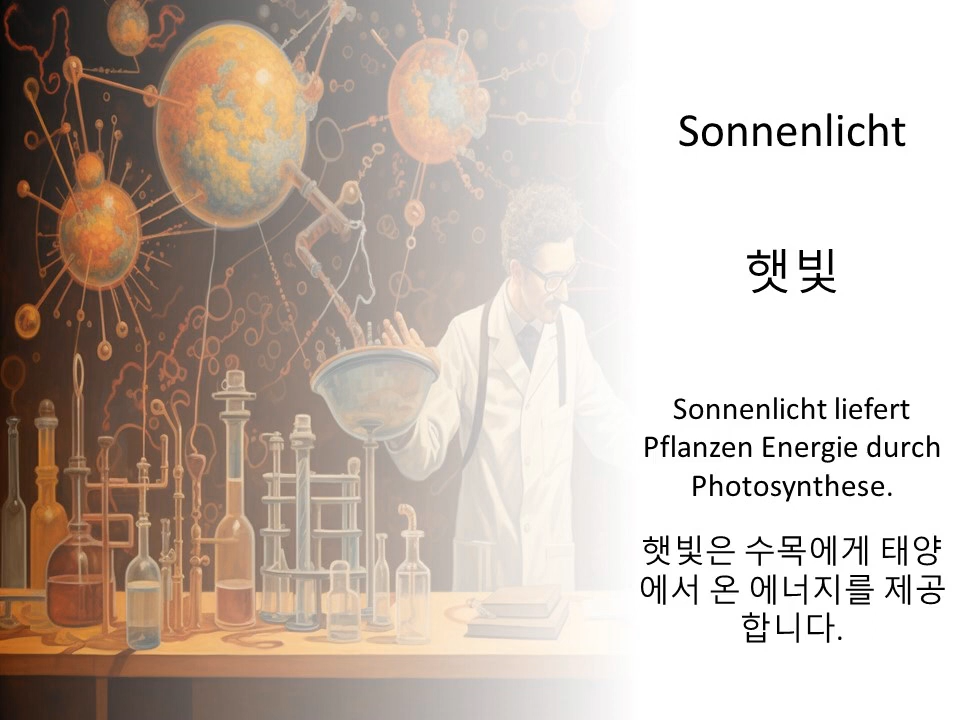 Sonnenlicht
햇빛
Sonnenlicht liefert
Pflanzen Energie durch
Photosynthese.
햇빛은 수목에게 태양
에서 온 에너지를 제공
합니다.